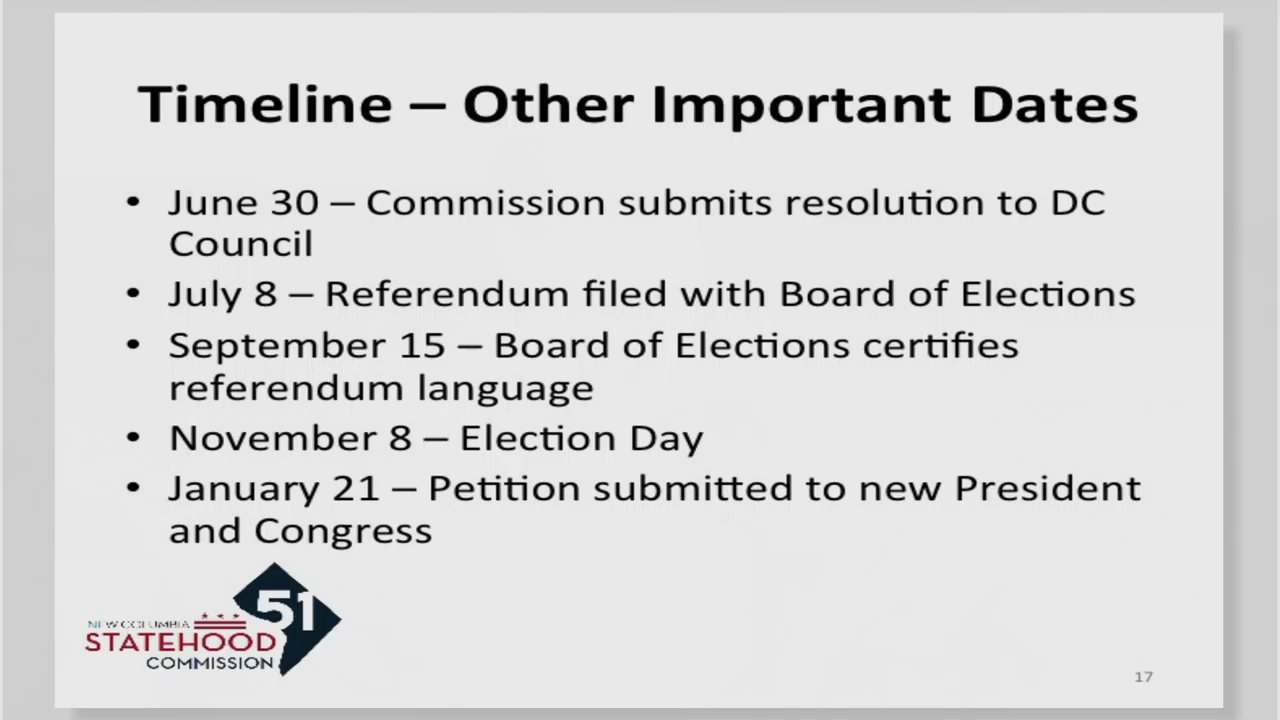 Timeline – Other Important Dates
• June 30 – Commission submits resolution to DC
Council
• July 8 – Referendum filed with Board of Elections
• September 15 – Board of Elections certifies
referendum language
• November 8 – Election Day
• January 21 – Petition submitted to new President
and Congress
51
NEW COLUMBIA
STATEHOOD
COMMISSION
17